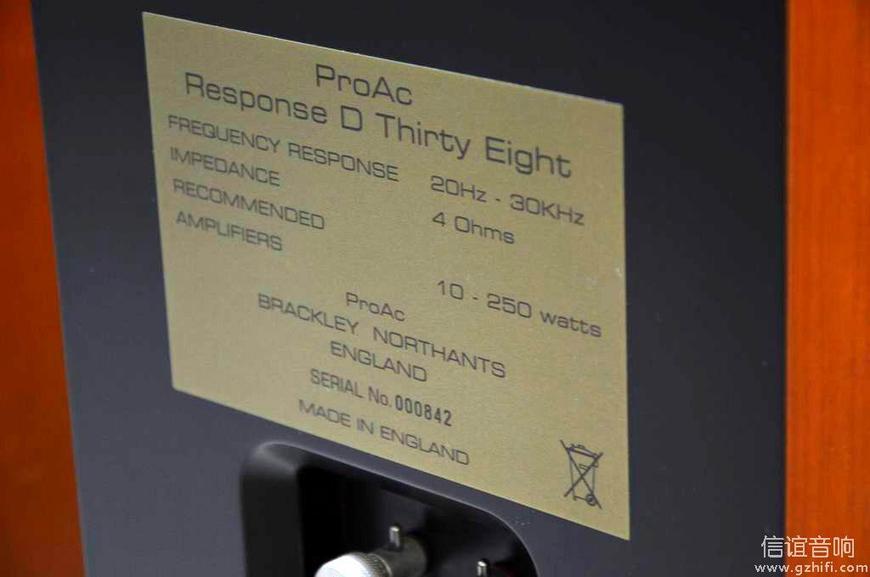 ProAc
Response D Thirty Eight
FREQUENCY RESPONSE 20Hz - 30KHz
IMPEDANCE 4 Ohms
RECOMMENDED
AMPLIFIERS 10 - 250 watts
ProAc
BRACKLEY NORTHANTS
ENGLAND
SERIAL No. 000842
MADE IN ENGLAND
信谊音响
www.gzhifi.com